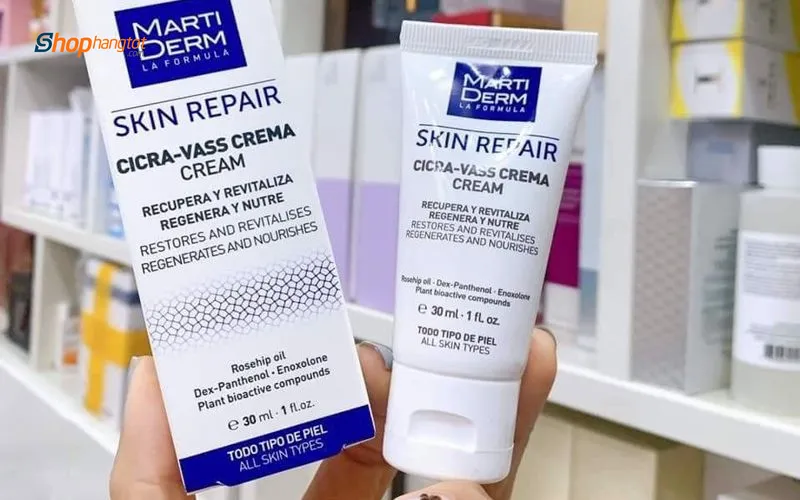 Shophangtot
.com
MARTI
DERM
LA FORMULA
SKIN REPAIR
CICRA-VASS CREMA
CREAM
RECUPERA Y REVITALIZA
REGENERA Y NUTRE
RESTORES AND REVITALISES
REGENERATES AND NOURISHES
Rosehip oil
Dex-Panthenol · Enoxolone
Plant bioactive compounds
e 30 ml · 1 fl.oz.
TODO TIPO DE PIEL
ALL SKIN TYPES
MARTI
DERM
LA FORMULA
SKIN REPAIR
CICRA-VASS CREMA
CREAM
RECUPERA Y REVITALIZA
REGENERA Y NUTRE
RESTORES AND REVITALISES
REGENERATES AND NOURISHES
Rosehip oil · Dex-Panthenol · Enoxolone
Plant bioactive compounds
e 30 ml · 1 fl. oz.
TODO TIPO DE PIEL
ALL SKIN TYPES